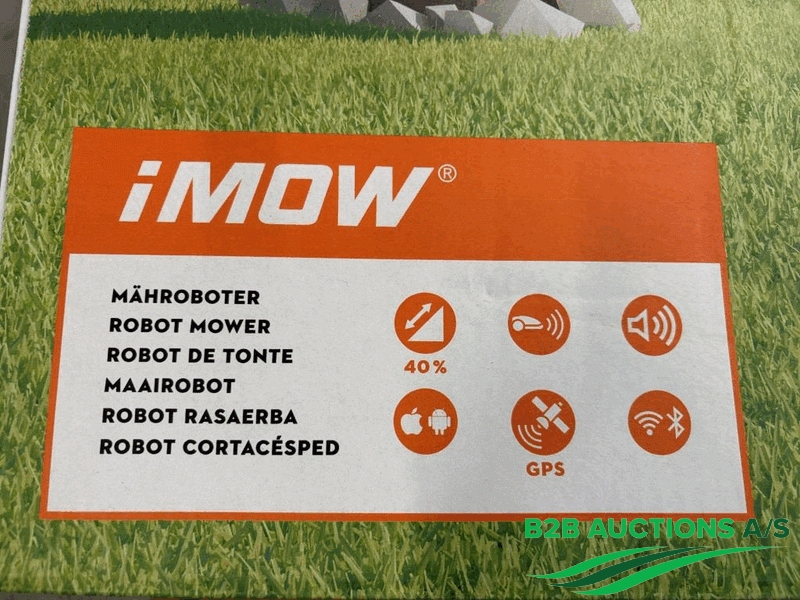 iMOW®
MÄHROBOTER
ROBOT MOWER
ROBOT DE TONTE
MAAIROBOT
ROBOT RASAERBA
ROBOT CORTACÉSPED
40%
GPS
B2B AUCTIONS A/S